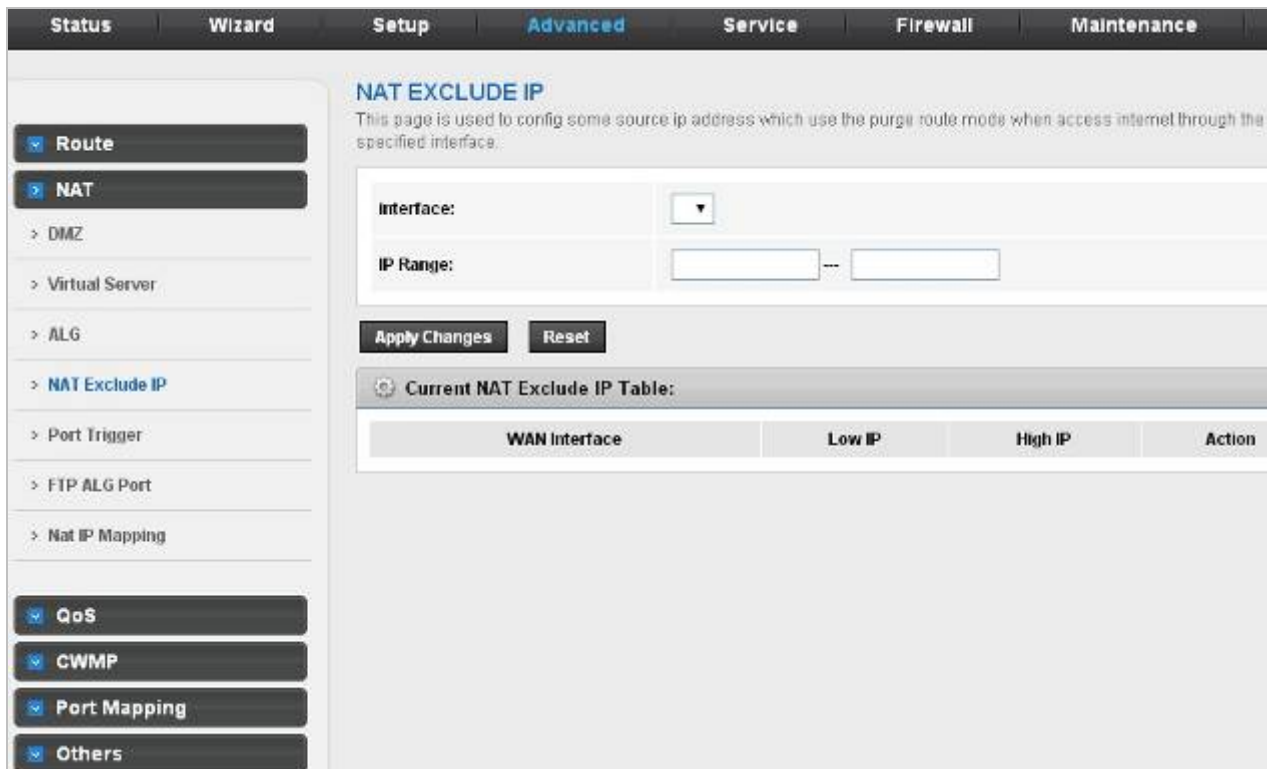 Status Wizard Setup Advanced Service Firewall Maintenance
NAT EXCLUDE IP
This page is used to config some source ip address which use the purge route mode when access internet through the
specified interface.
Route
NAT
> DMZ
> Virtual Server
> ALG
> NAT Exclude IP
> Port Trigger
> FTP ALG Port
> Nat IP Mapping
QoS
CWMP
Port Mapping
Others
interface:
IP Range: ---
Apply Changes Reset
Current NAT Exclude IP Table:
WAN Interface Low IP High IP Action